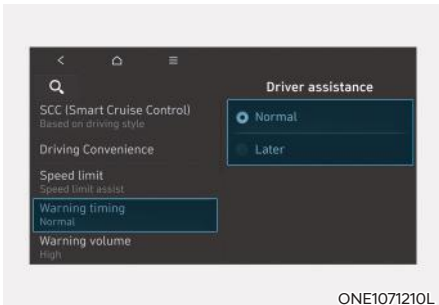 Driver assistance
SCC (Smart Cruise Control)
Based on driving style
Driving Convenience
Speed limit
Speed limit assist
Warning timing
Normal
Warning volume
High
Normal
Later
ONE1071210L